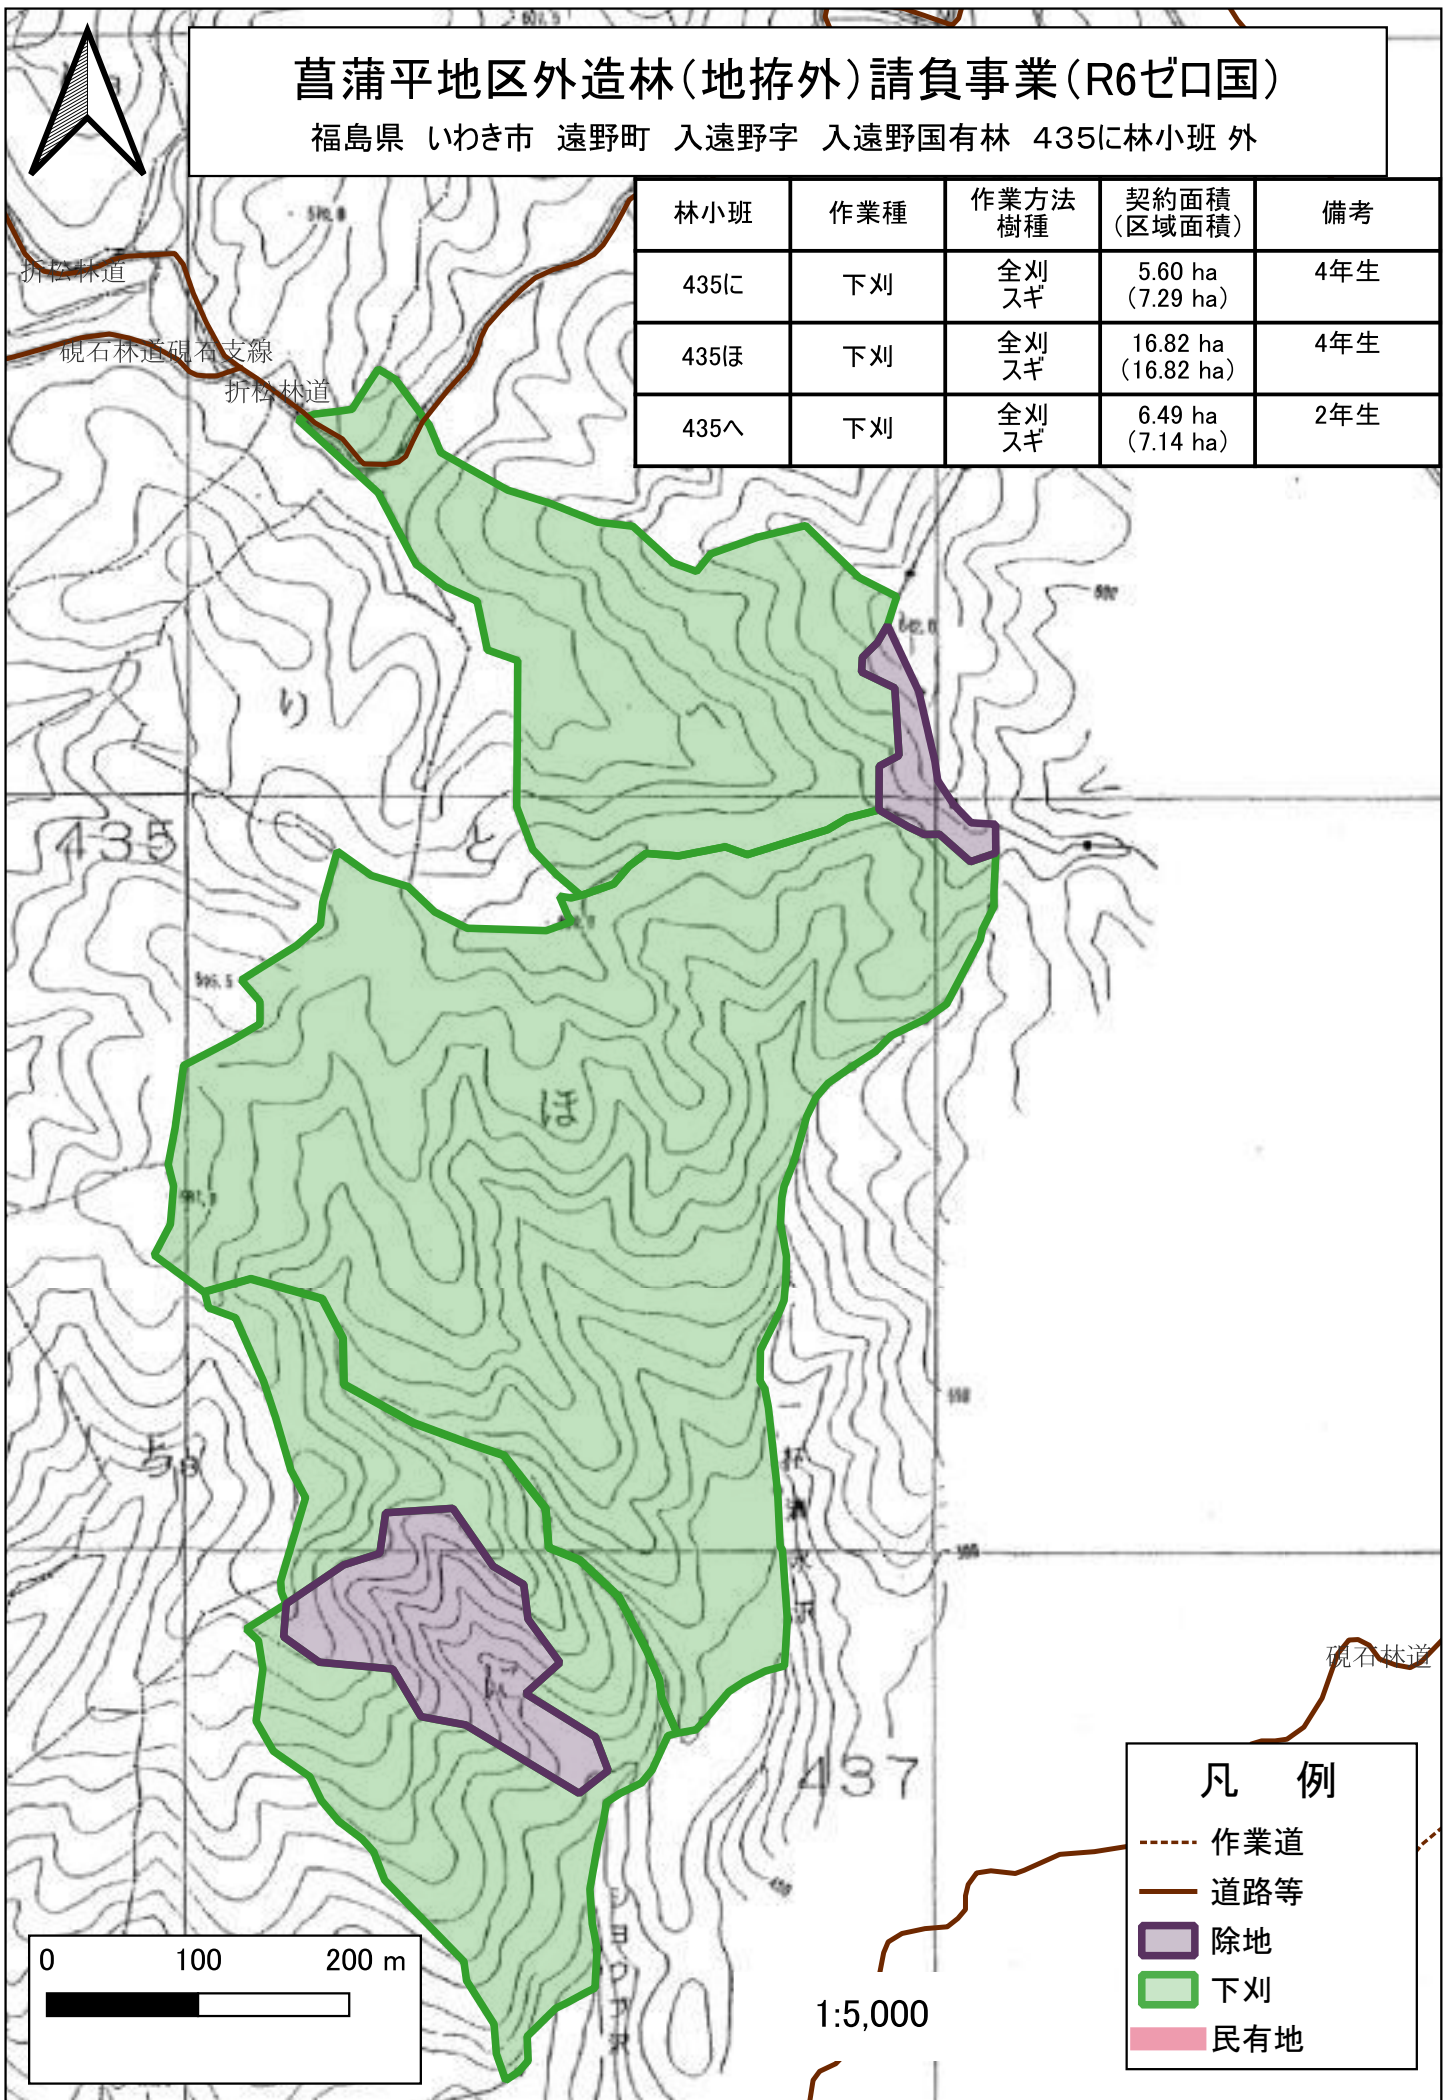 菖蒲平地区外造林(地拵外)請負事業(R6ゼロ国)
福島県　いわき市　遠野町　入遠野字　入遠野国有林　435に林小班 外
林小班 作業種 作業方法 樹種 契約面積 (区域面積) 備考
435に 下刈 全刈 スギ 5.60 ha (7.29 ha) 4年生
435ほ 下刈 全刈 スギ 16.82 ha (16.82 ha) 4年生
435へ 下刈 全刈 スギ 6.49 ha (7.14 ha) 2年生
折松林道
硯石林道硯石支線
折松林道
600
り
へ
435
と
ほ
550
ち
500
に
硯石林道
437
450
凡　例
作業道
道路等
除地
下刈
民有地
0 100 200 m
1:5,000